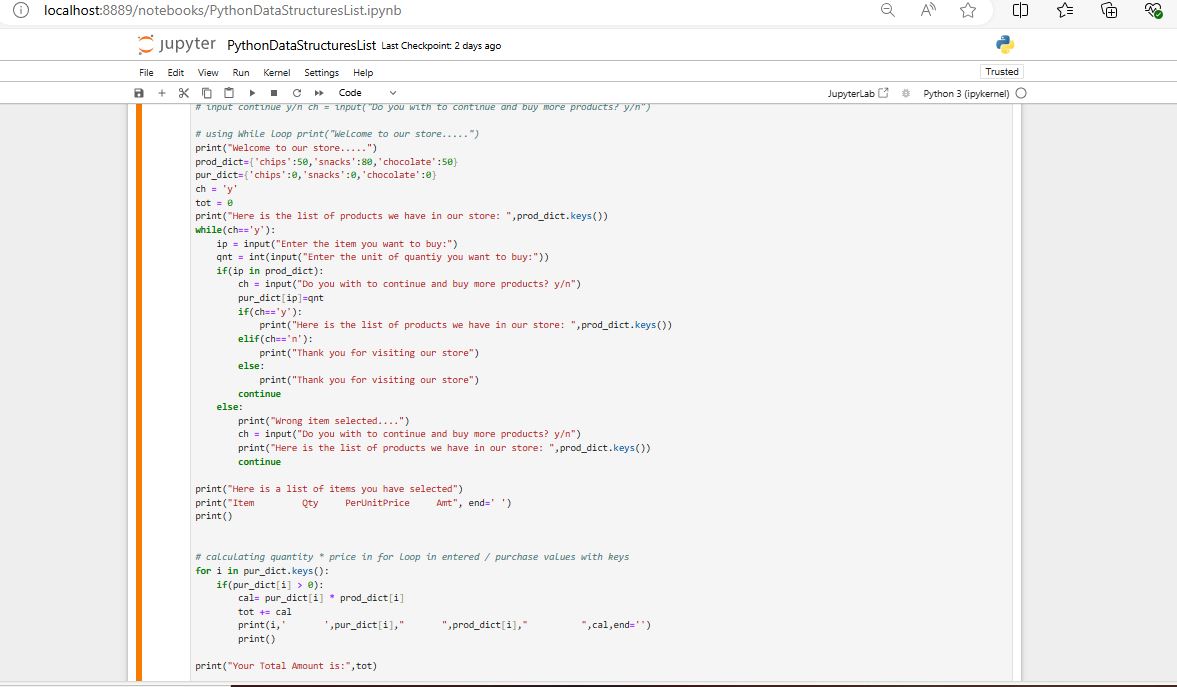 localhost:8889/notebooks/PythonDataStructuresList.ipynb
jupyter PythonDataStructuresList Last Checkpoint: 2 days ago
File Edit View Run Kernel Settings Help
Trusted
Code
JupyterLab
Python 3 (ipykernel)
# input continue y/n ch = input("Do you with to continue and buy more products? y/n")
# using While Loop print("Welcome to our store.....")
print("Welcome to our store.....")
prod_dict={'chips':50,'snacks':80,'chocolate':50}
pur_dict={'chips':0,'snacks':0,'chocolate':0}
ch = 'y'
tot = 0
print("Here is the list of products we have in our store: ",prod_dict.keys())
while(ch=='y'):
    ip = input("Enter the item you want to buy:")
    qnt = int(input("Enter the unit of quantiy you want to buy:"))
    if(ip in prod_dict):
        ch = input("Do you with to continue and buy more products? y/n")
        pur_dict[ip]=qnt
        if(ch=='y'):
            print("Here is the list of products we have in our store: ",prod_dict.keys())
        elif(ch=='n'):
            print("Thank you for visiting our store")
        else:
            print("Thank you for visiting our store")
        continue
    else:
        print("Wrong item selected....")
        ch = input("Do you with to continue and buy more products? y/n")
        print("Here is the list of products we have in our store: ",prod_dict.keys())
        continue
print("Here is a list of items you have selected")
print("Item         Qty     PerUnitPrice     Amt", end=' ')
print()
# calculating quantity * price in for Loop in entered / purchase values with keys
for i in pur_dict.keys():
    if(pur_dict[i] > 0):
        cal= pur_dict[i] * prod_dict[i]
        tot += cal
        print(i,'       ',pur_dict[i],"       ",prod_dict[i],"          ",cal,end='')
        print()
print("Your Total Amount is:",tot)